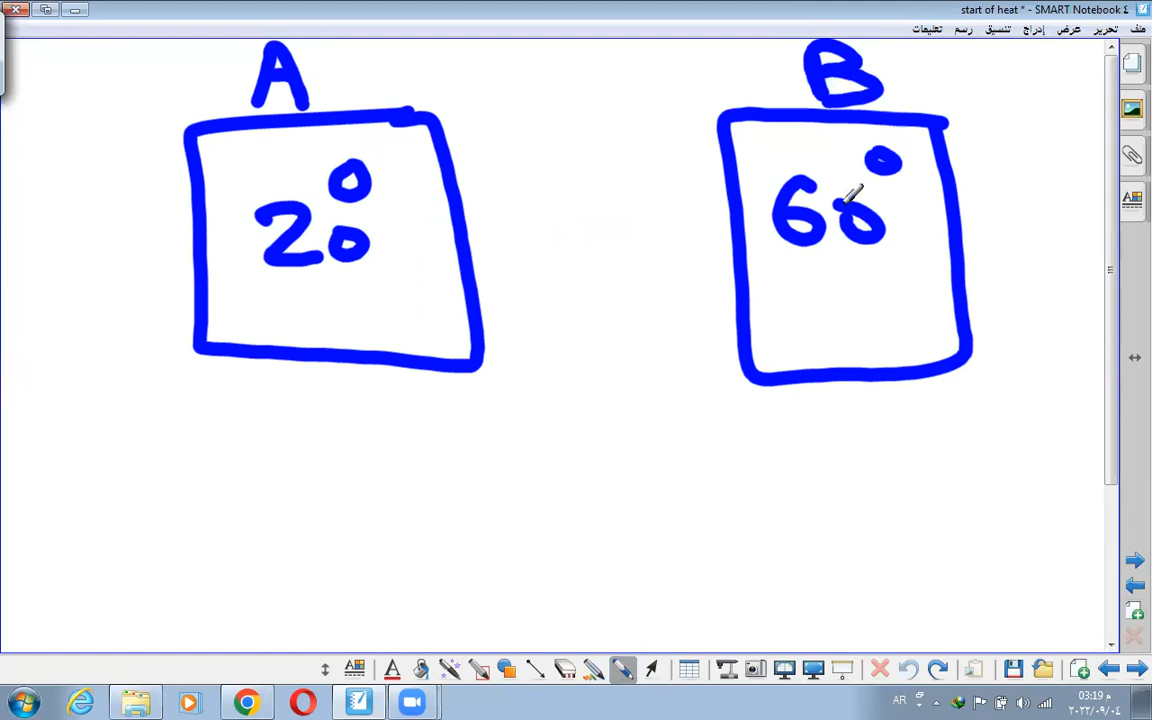 start of heat * - SMART Notebook
ملف تحرير عرض إدراج تنسيق رسم تعليمات
A B
20° 60°
AR
03:19 م
٢٠٢٢/٠٩/٠٤